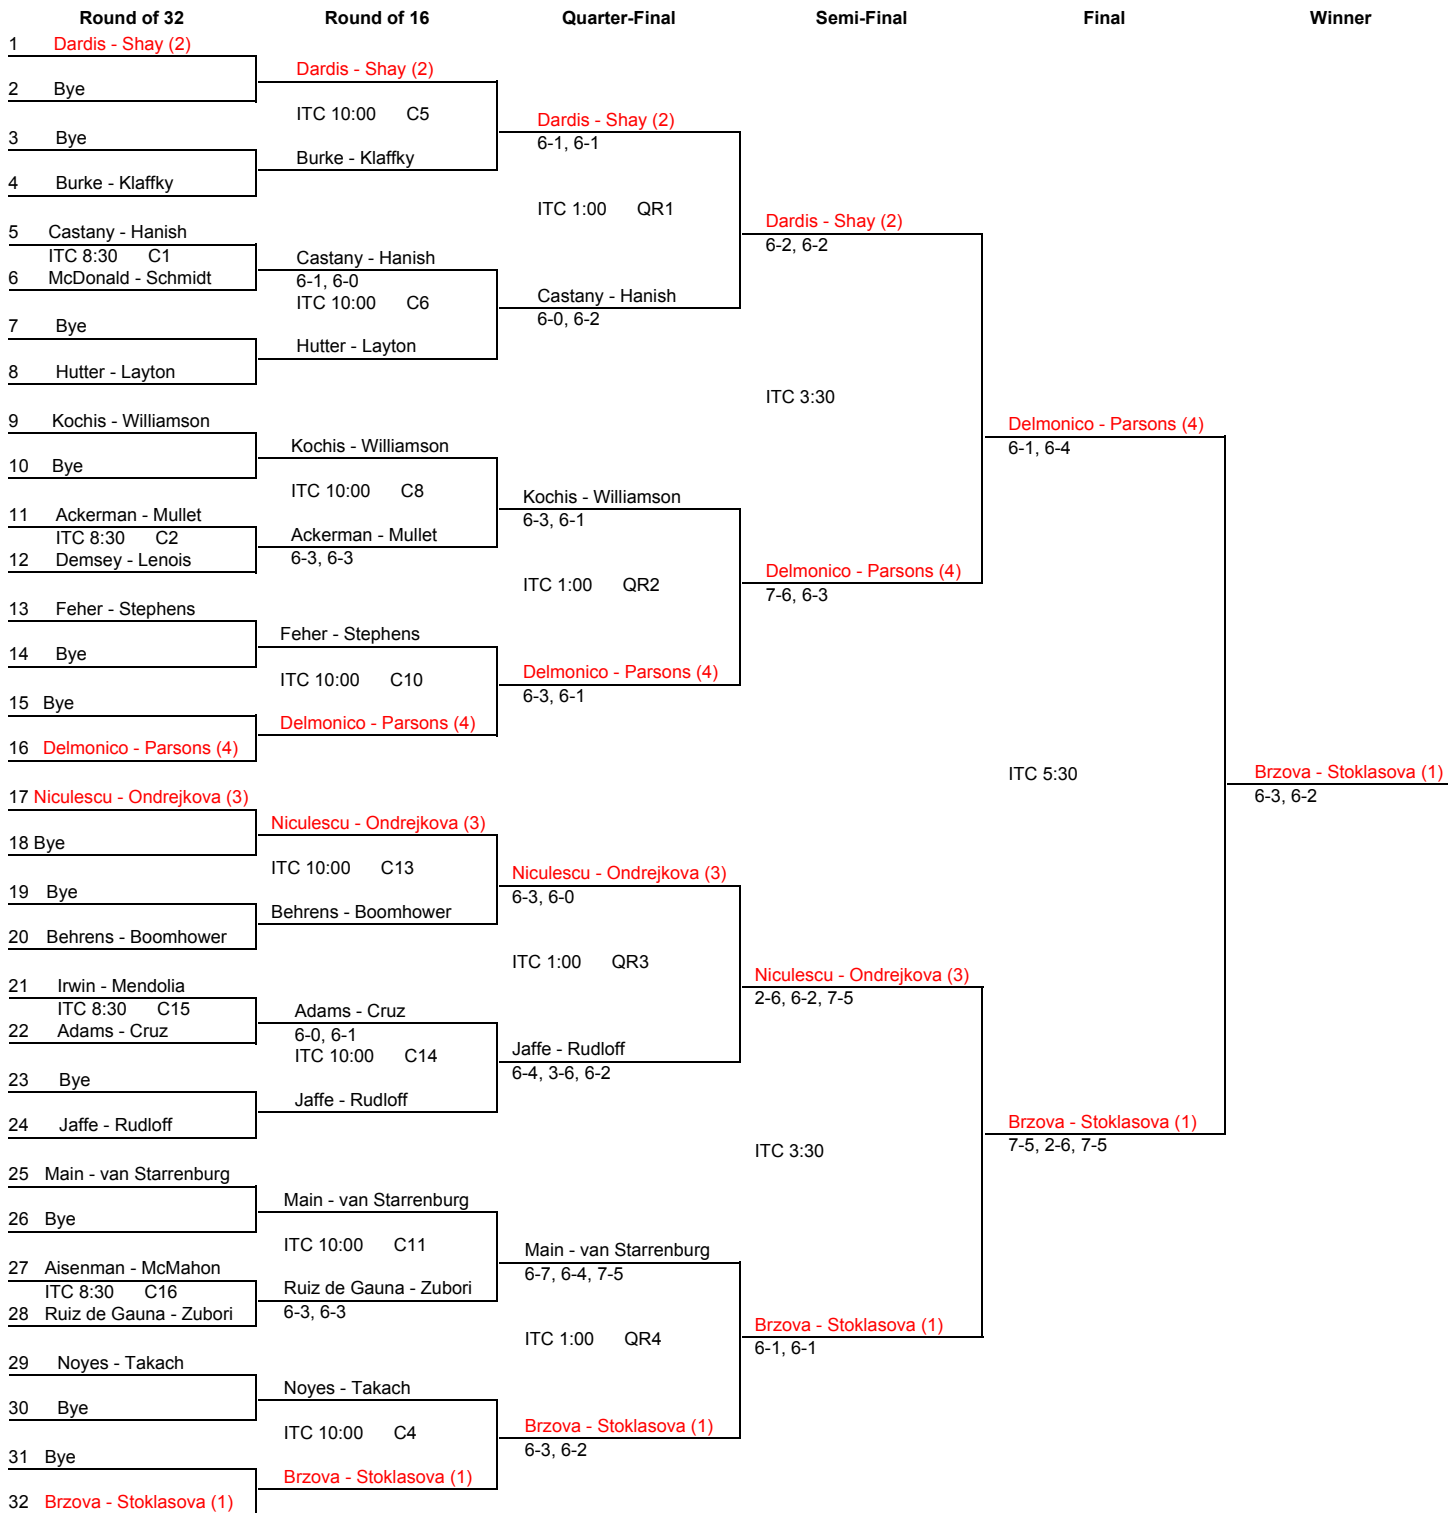 Round of 32 Round of 16 Quarter-Final Semi-Final Final Winner
1 Dardis - Shay (2)
2 Bye
3 Bye
4 Burke - Klaffky
5 Castany - Hanish
ITC 8:30 C1
6 McDonald - Schmidt
7 Bye
8 Hutter - Layton
9 Kochis - Williamson
10 Bye
11 Ackerman - Mullet
ITC 8:30 C2
12 Demsey - Lenois
13 Feher - Stephens
14 Bye
15 Bye
16 Delmonico - Parsons (4)
17 Niculescu - Ondrejkova (3)
18 Bye
19 Bye
20 Behrens - Boomhower
21 Irwin - Mendolia
ITC 8:30 C15
22 Adams - Cruz
23 Bye
24 Jaffe - Rudloff
25 Main - van Starrenburg
26 Bye
27 Aisenman - McMahon
ITC 8:30 C16
28 Ruiz de Gauna - Zubori
29 Noyes - Takach
30 Bye
31 Bye
32 Brzova - Stoklasova (1)
Dardis - Shay (2)
ITC 10:00 C5
Burke - Klaffky
Castany - Hanish
6-1, 6-0
ITC 10:00 C6
Hutter - Layton
Kochis - Williamson
ITC 10:00 C8
Ackerman - Mullet
6-3, 6-3
Feher - Stephens
ITC 10:00 C10
Delmonico - Parsons (4)
Niculescu - Ondrejkova (3)
ITC 10:00 C13
Behrens - Boomhower
Adams - Cruz
6-0, 6-1
ITC 10:00 C14
Jaffe - Rudloff
Main - van Starrenburg
ITC 10:00 C11
Ruiz de Gauna - Zubori
6-3, 6-3
Noyes - Takach
ITC 10:00 C4
Brzova - Stoklasova (1)
Dardis - Shay (2)
6-1, 6-1
ITC 1:00 QR1
Castany - Hanish
6-0, 6-2
Kochis - Williamson
6-3, 6-1
ITC 1:00 QR2
Delmonico - Parsons (4)
6-3, 6-1
Niculescu - Ondrejkova (3)
6-3, 6-0
ITC 1:00 QR3
Jaffe - Rudloff
6-4, 3-6, 6-2
Main - van Starrenburg
6-7, 6-4, 7-5
ITC 1:00 QR4
Brzova - Stoklasova (1)
6-3, 6-2
Dardis - Shay (2)
6-2, 6-2
ITC 3:30
Delmonico - Parsons (4)
7-6, 6-3
Niculescu - Ondrejkova (3)
2-6, 6-2, 7-5
ITC 3:30
Brzova - Stoklasova (1)
6-1, 6-1
Delmonico - Parsons (4)
6-1, 6-4
ITC 5:30
Brzova - Stoklasova (1)
7-5, 2-6, 7-5
Brzova - Stoklasova (1)
6-3, 6-2